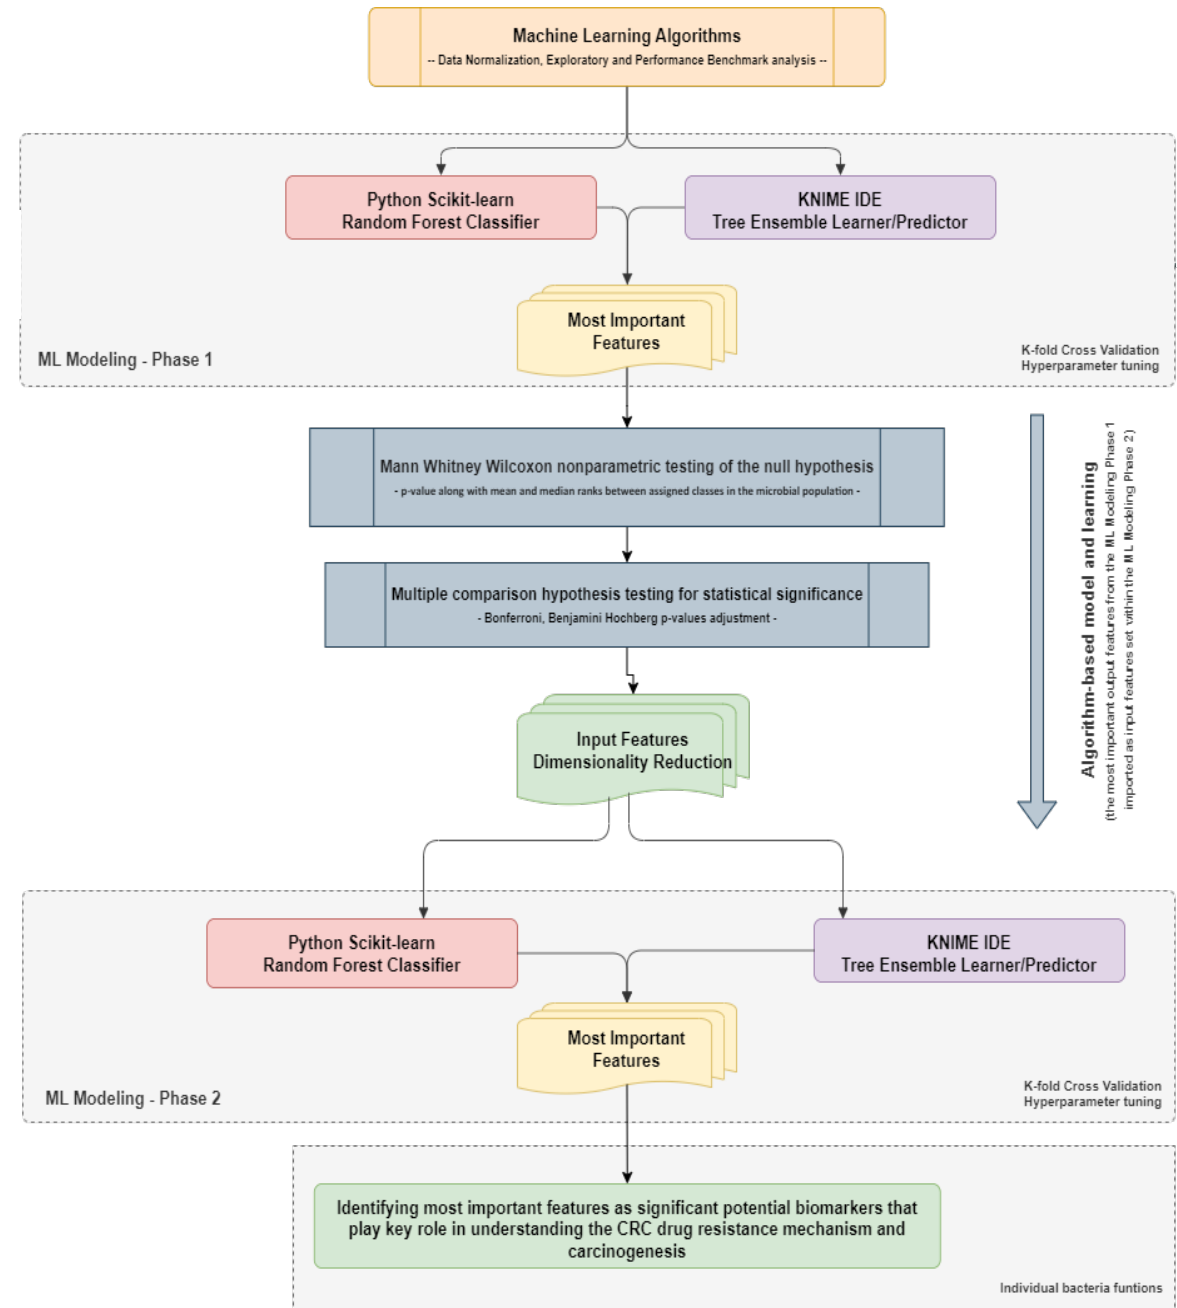 Machine Learning Algorithms
-- Data Normalization, Exploratory and Performance Benchmark analysis --
Python Scikit-learn
Random Forest Classifier
KNIME IDE
Tree Ensemble Learner/Predictor
Most Important
Features
ML Modeling - Phase 1
K-fold Cross Validation
Hyperparameter tuning
Mann Whitney Wilcoxon nonparametric testing of the null hypothesis
- p-value along with mean and median ranks between assigned classes in the microbial population -
Multiple comparison hypothesis testing for statistical significance
- Bonferroni, Benjamini Hochberg p-values adjustment -
Algorithm-based model and learning
(the most important output features from the ML Modeling Phase 1
imported as input features set within the ML Modeling Phase 2)
Input Features
Dimensionality Reduction
Python Scikit-learn
Random Forest Classifier
KNIME IDE
Tree Ensemble Learner/Predictor
Most Important
Features
ML Modeling - Phase 2
K-fold Cross Validation
Hyperparameter tuning
Identifying most important features as significant potential biomarkers that
play key role in understanding the CRC drug resistance mechanism and
carcinogenesis
Individual bacteria funtions